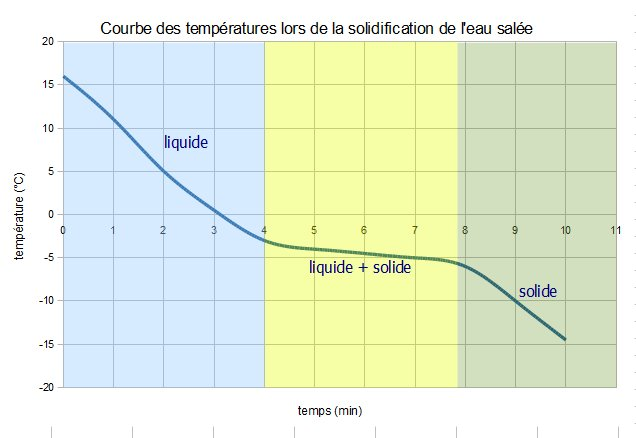 Courbe des températures lors de la solidification de l'eau salée
20
15
10
5
0
-5
-10
-15
-20
température (°C)
0 1 2 3 4 5 6 7 8 9 10 11
liquide
liquide + solide
solide
temps (min)